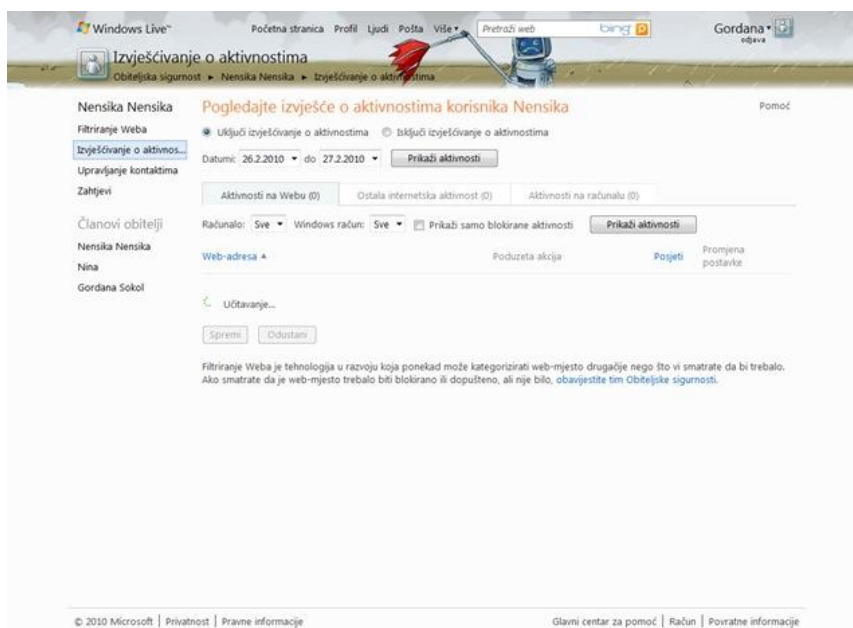 Windows Live™
Početna stranica Profil Ljudi Pošta Više
Pretraži web
bing
Gordana
odjava
Izvješćivanje o aktivnostima
Obiteljska sigurnost ▸ Nensika Nensika ▸ Izvješćivanje o aktivnostima
Nensika Nensika
Filtriranje Weba
Izvješćivanje o aktivnos...
Upravljanje kontaktima
Zahtjevi
Članovi obitelji
Nensika Nensika
Nina
Gordana Sokol
Pogledajte izvješće o aktivnostima korisnika Nensika
Pomoć
Uključi izvješćivanje o aktivnostima Isključi izvješćivanje o aktivnostima
Datumi: 26.2.2010 do 27.2.2010 Prikaži aktivnosti
Aktivnosti na Webu (0) Ostala internetska aktivnost (0) Aktivnosti na računalu (0)
Računalo: Sve Windows račun: Sve Prikaži samo blokirane aktivnosti Prikaži aktivnosti
Web-adresa Poduzeta akcija Posjeti Promjena
postavke
Učitavanje...
Spremi Odustani
Filtriranje Weba je tehnologija u razvoju koja ponekad može kategorizirati web-mjesto drugačije nego što vi smatrate da bi trebalo.
Ako smatrate da je web-mjesto trebalo biti blokirano ili dopušteno, ali nije bilo, obavijestite tim Obiteljske sigurnosti.
© 2010 Microsoft | Privatnost | Pravne informacije
Glavni centar za pomoć | Račun | Povratne informacije